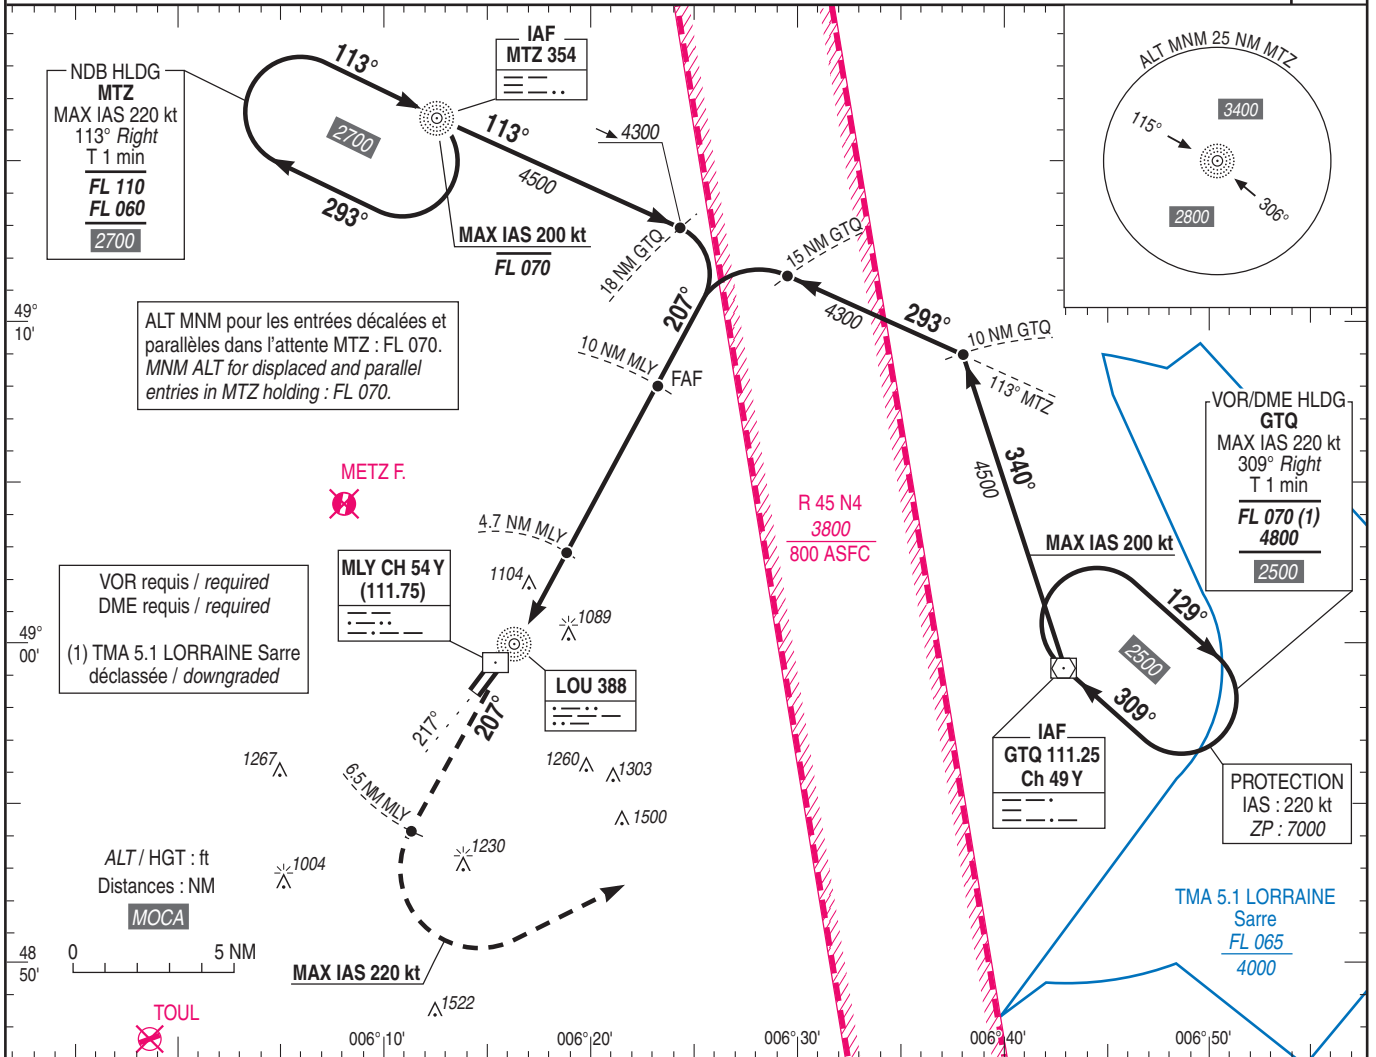 NDB HLDG
MTZ
MAX IAS 220 kt
113° Right
T 1 min
FL 110
FL 060
2700
113°
2700
293°
IAF
MTZ 354
113°
4500
4300
MAX IAS 200 kt
FL 070
18 NM GTQ
15 NM GTQ
207°
4300
293°
10 NM GTQ
113° MTZ
ALT MNM 25 NM MTZ
3400
115°
2800
306°
49°
10'
ALT MNM pour les entrées décalées et
parallèles dans l'attente MTZ : FL 070.
MNM ALT for displaced and parallel
entries in MTZ holding : FL 070.
10 NM MLY
FAF
METZ F.
4.7 NM MLY
R 45 N4
3800
800 ASFC
340°
4500
MAX IAS 200 kt
VOR/DME HLDG
GTQ
MAX IAS 220 kt
309° Right
T 1 min
FL 070 (1)
4800
2500
129°
2500
309°
VOR requis / required
DME requis / required
(1) TMA 5.1 LORRAINE Sarre
déclassée / downgraded
MLY CH 54 Y
(111.75)
1104
1089
49°
00'
LOU 388
217°
207°
IAF
GTQ 111.25
Ch 49 Y
PROTECTION
IAS : 220 kt
ZP : 7000
1267
6.5 NM MLY
1260
1303
1500
1230
1004
ALT / HGT : ft
Distances : NM
MOCA
0
5 NM
MAX IAS 220 kt
TMA 5.1 LORRAINE
Sarre
FL 065
4000
48
50'
1522
TOUL
006° 10'
006° 20'
006° 30'
006° 40'
006° 50'